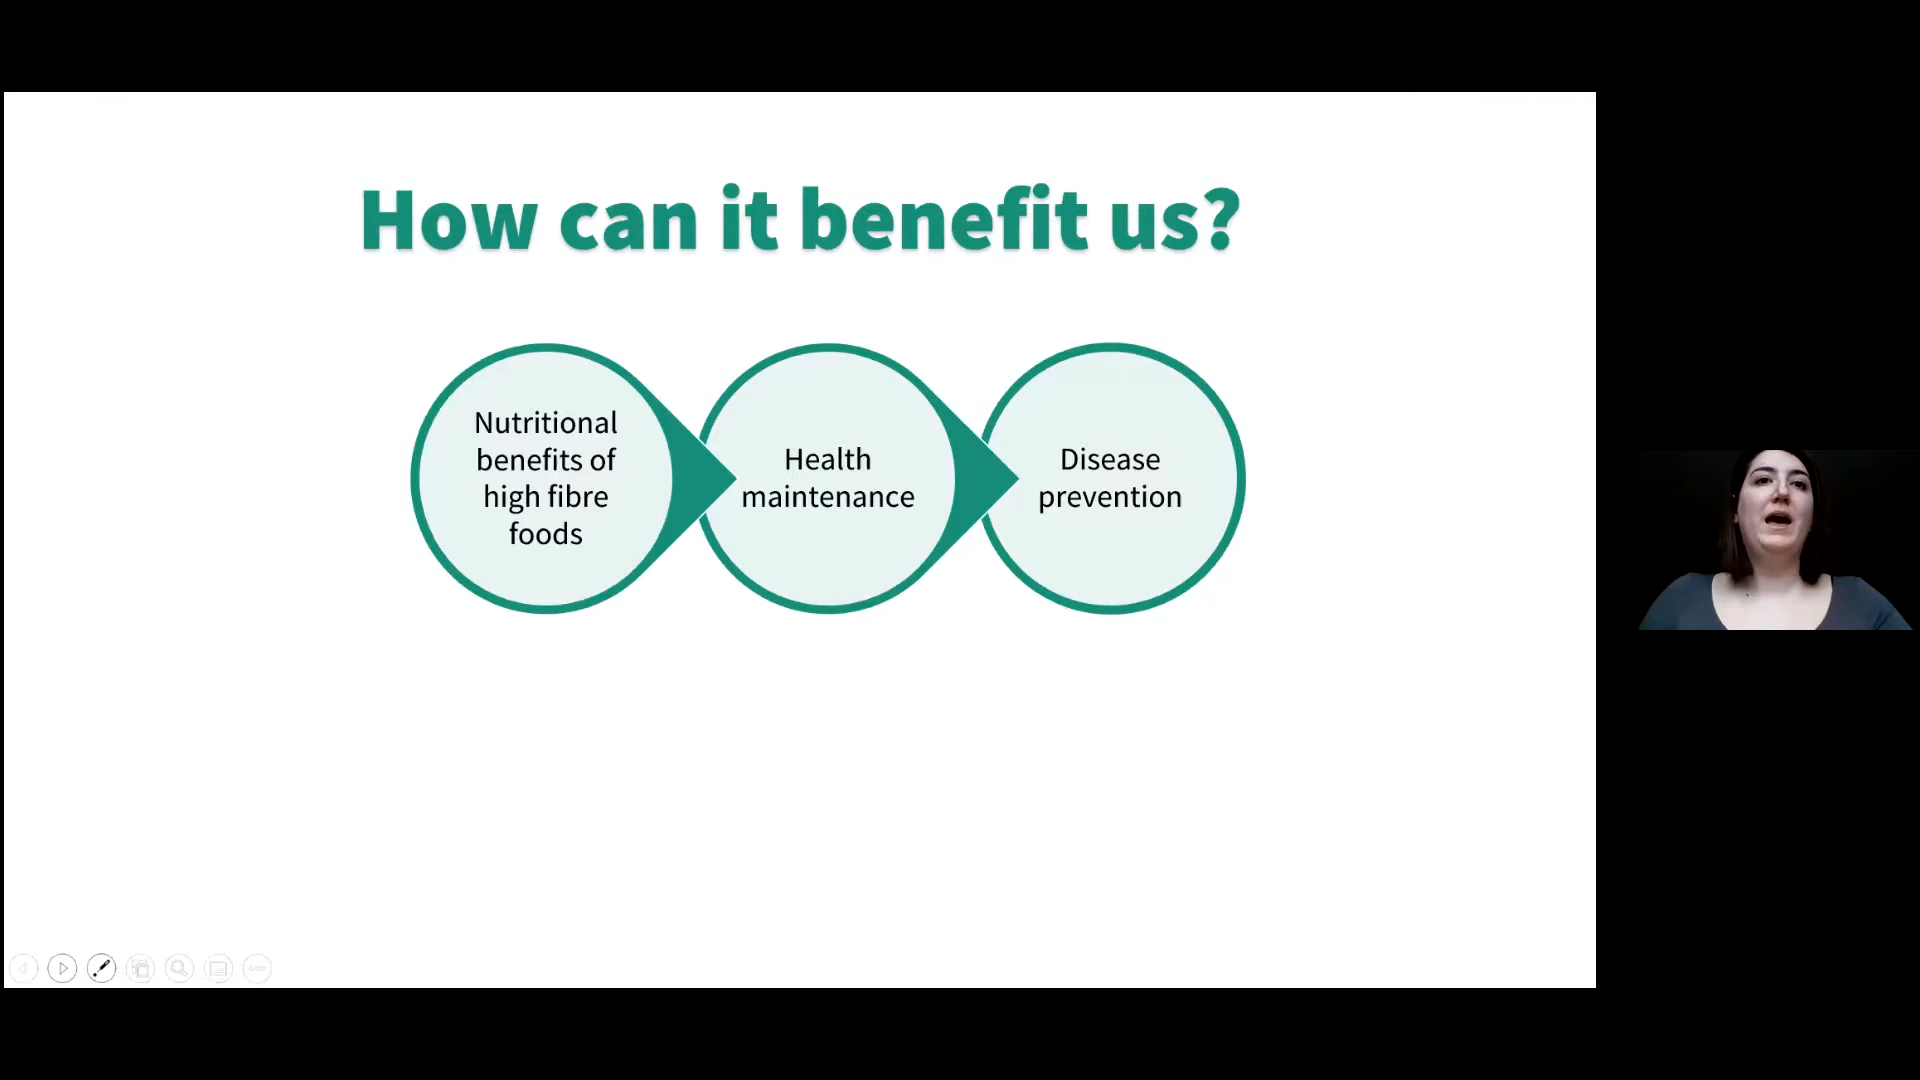 How can it benefit us?
Nutritional
benefits of
high fibre
foods
Health
maintenance
Disease
prevention